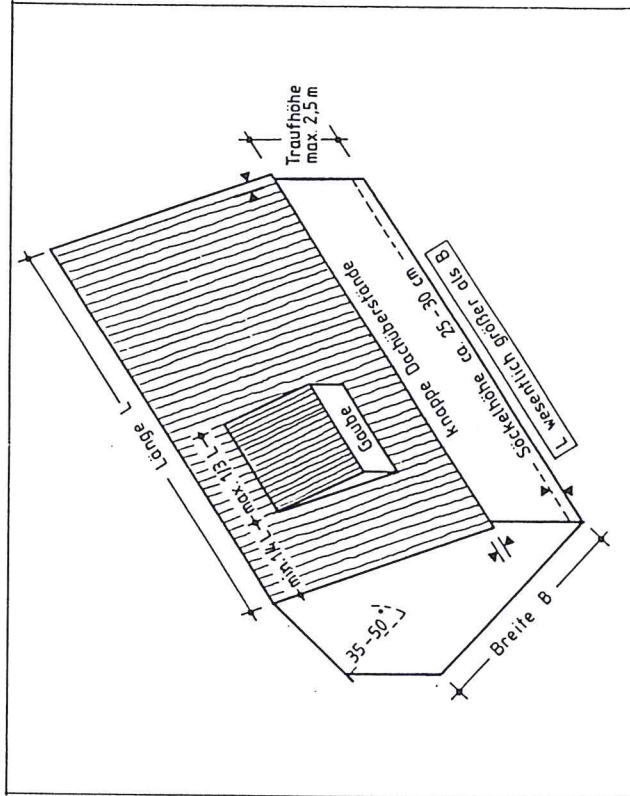 Länge L
min. 1/4 L
max. 1/3 L
Traufhöhe
max. 2,5 m
Gaube
35 - 50°
knappe Dachüberstände
Sockelhöhe ca. 25 - 30 cm
L wesentlich größer als B
Breite B